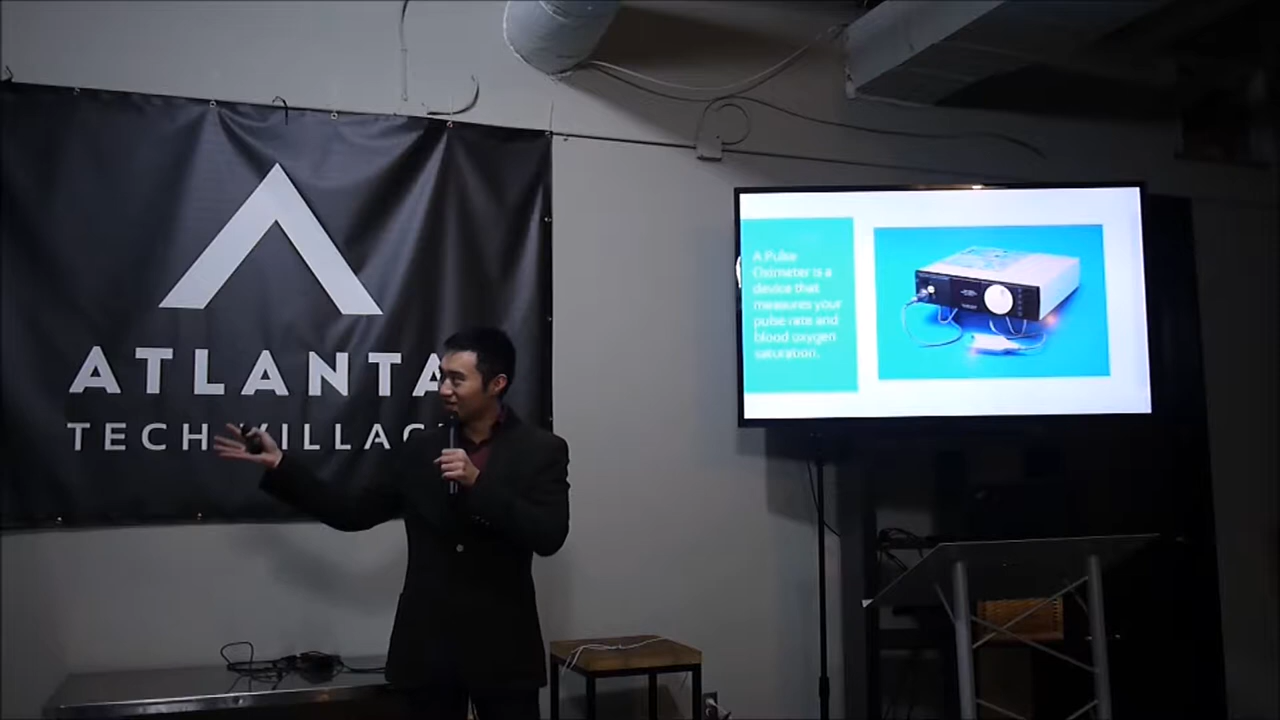 ATLANTA
TECH VILLAG
A Pulse
Oximeter is a
device that
measures your
pulse rate and
blood oxygen
saturation.